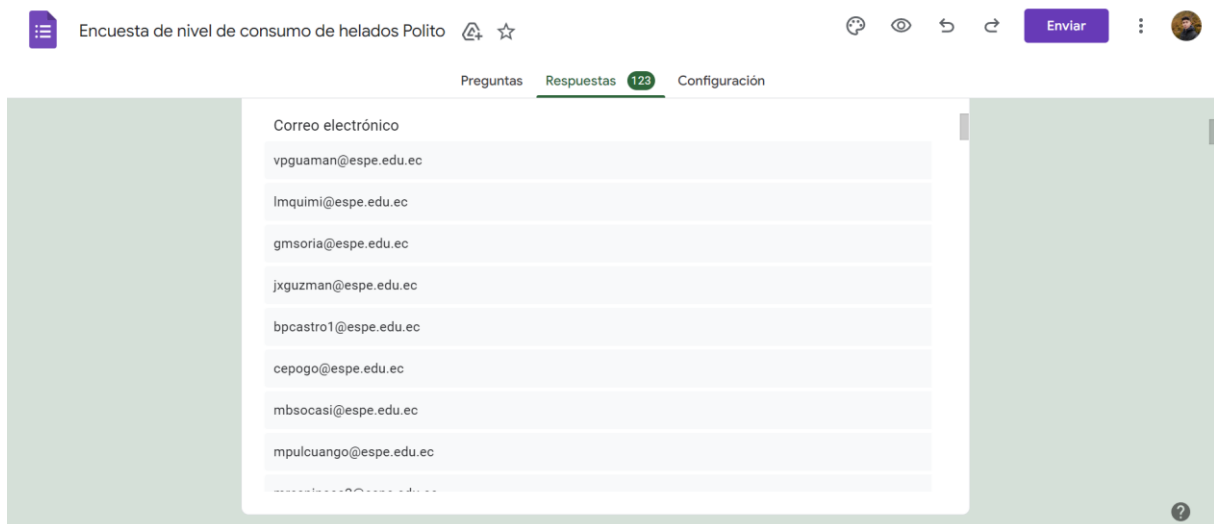 Encuesta de nivel de consumo de helados Polito
Enviar
Preguntas Respuestas 123 Configuración
Correo electrónico
vpguaman@espe.edu.ec
lmquimi@espe.edu.ec
gmsoria@espe.edu.ec
jxguzman@espe.edu.ec
bpcastro1@espe.edu.ec
cepogo@espe.edu.ec
mbsocasi@espe.edu.ec
mpulcuango@espe.edu.ec